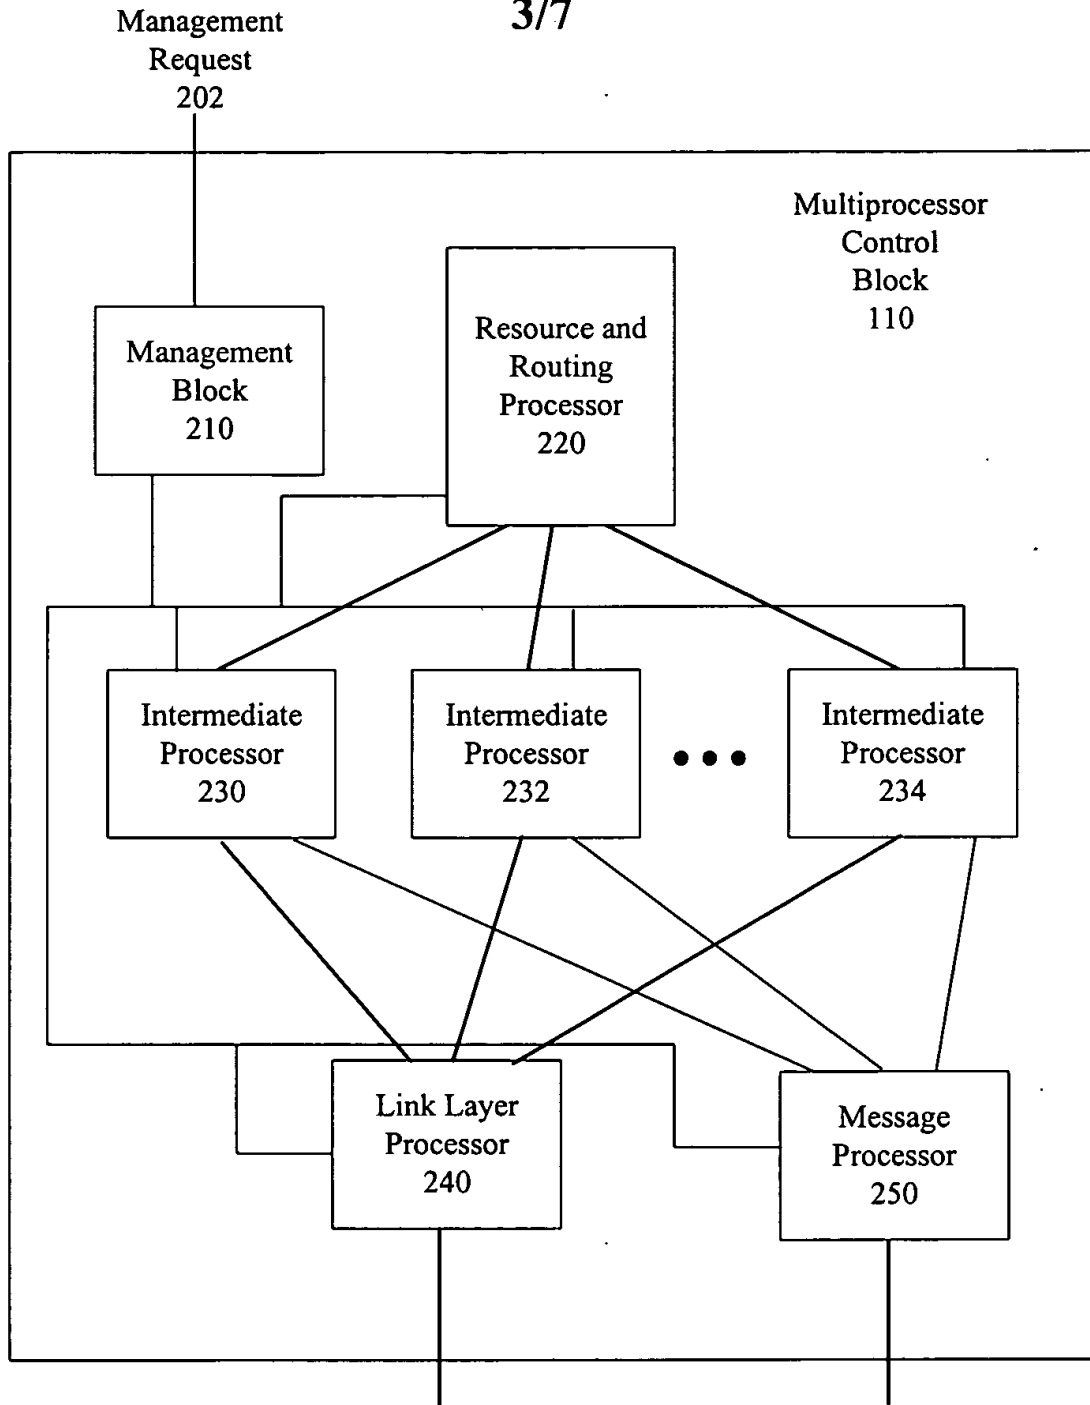 3/7
Management
Request
202
Multiprocessor
Control
Block
110
Resource and
Routing
Processor
220
Management
Block
210
Intermediate
Processor
230
Intermediate
Processor
232
Intermediate
Processor
234
Link Layer
Processor
240
Message
Processor
250